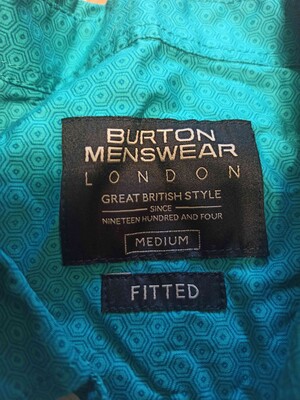 BURTON
MENSWEAR
LONDON
GREAT BRITISH STYLE
SINCE
NINETEEN HUNDRED AND FOUR
MEDIUM
FITTED